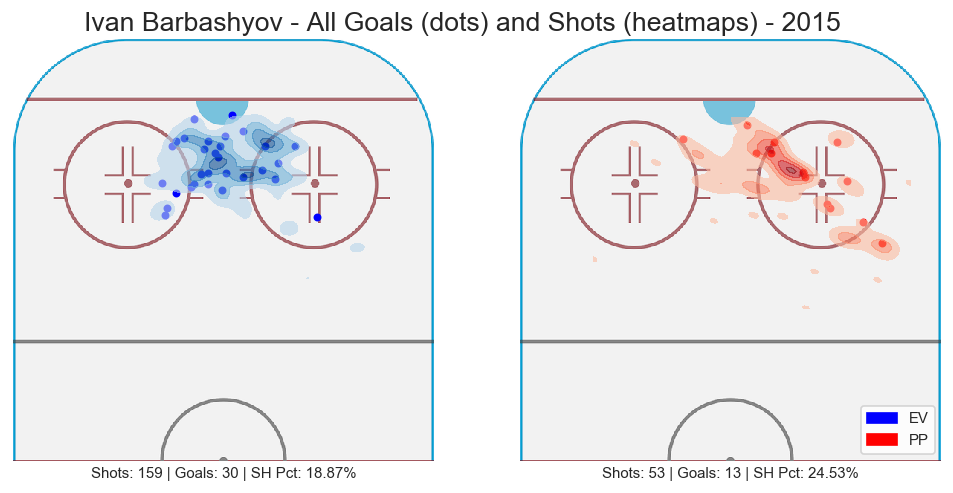 Ivan Barbashyov - All Goals (dots) and Shots (heatmaps) - 2015
EV
PP
Shots: 159 | Goals: 30 | SH Pct: 18.87%
Shots: 53 | Goals: 13 | SH Pct: 24.53%